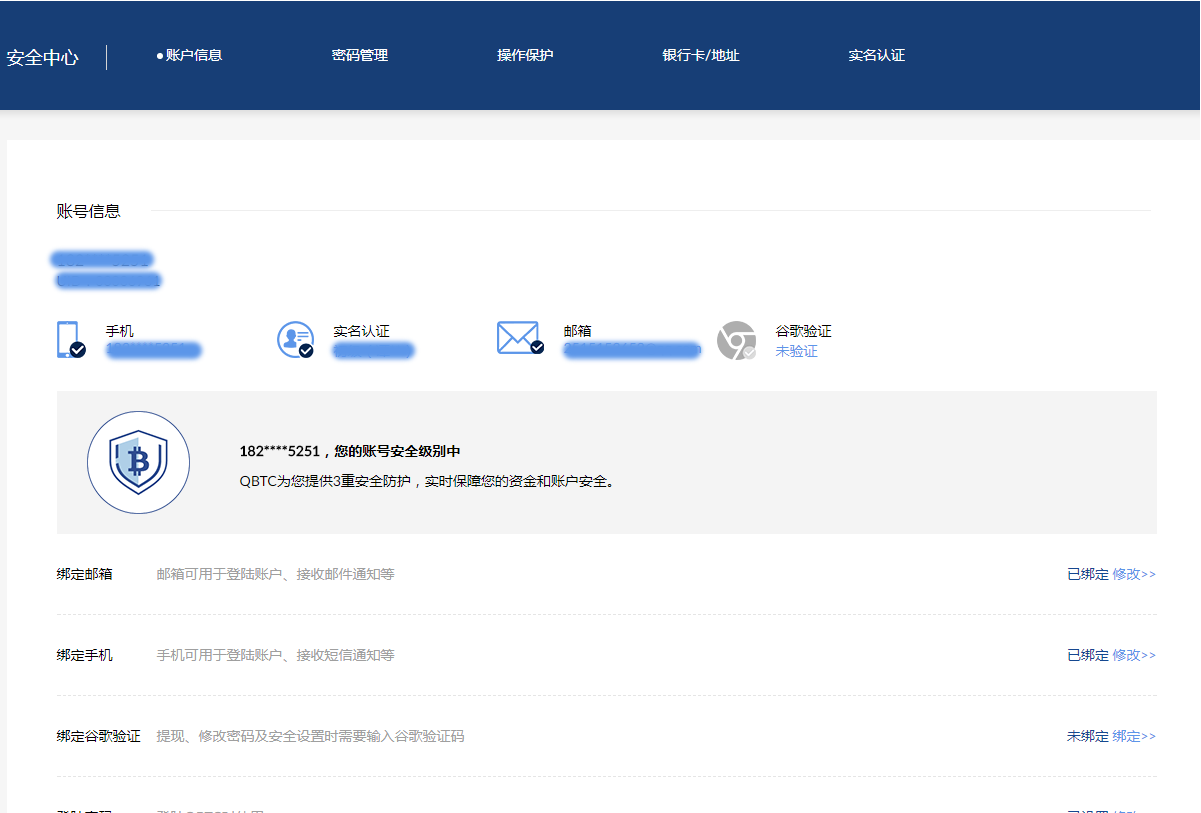 安全中心
账户信息
密码管理
操作保护
银行卡/地址
实名认证
账号信息
手机
实名认证
邮箱
谷歌验证
未验证
182****5251，您的账号安全级别中
QBTC为您提供3重安全防护，实时保障您的资金和账户安全。
绑定邮箱 邮箱可用于登陆账户、接收邮件通知等 已绑定 修改>>
绑定手机 手机可用于登陆账户、接收短信通知等 已绑定 修改>>
绑定谷歌验证 提现、修改密码及安全设置时需要输入谷歌验证码 未绑定 绑定>>